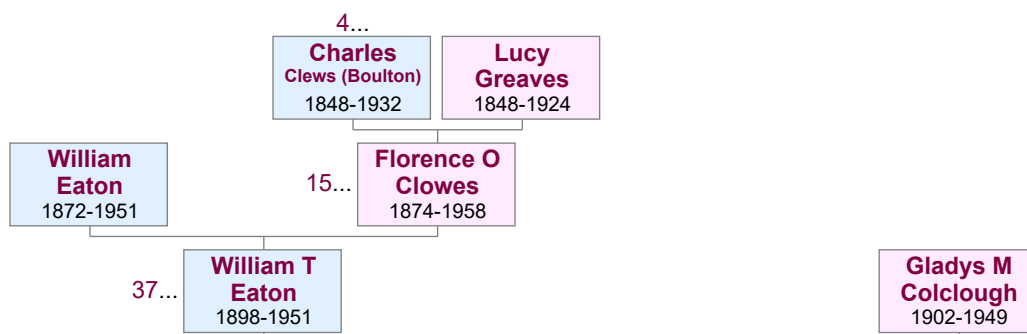 4...
Charles
Clews (Boulton)
1848-1932
Lucy
Greaves
1848-1924
William
Eaton
1872-1951
15...
Florence O
Clowes
1874-1958
37...
William T
Eaton
1898-1951
Gladys M
Colclough
1902-1949